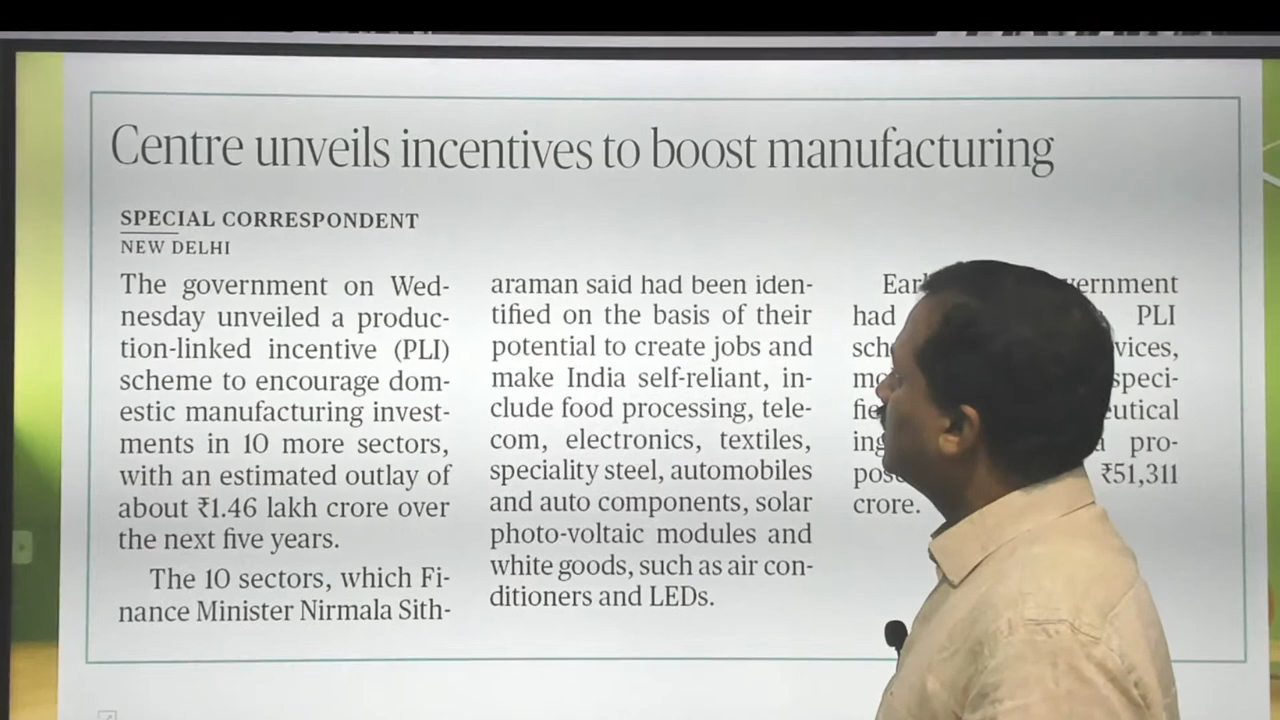 Centre unveils incentives to boost manufacturing
SPECIAL CORRESPONDENT
NEW DELHI
The government on Wed-
nesday unveiled a produc-
tion-linked incentive (PLI)
scheme to encourage dom-
estic manufacturing invest-
ments in 10 more sectors,
with an estimated outlay of
about ₹1.46 lakh crore over
the next five years.
The 10 sectors, which Fi-
nance Minister Nirmala Sith-
araman said had been iden-
tified on the basis of their
potential to create jobs and
make India self-reliant, in-
clude food processing, tele-
com, electronics, textiles,
speciality steel, automobiles
and auto components, solar
photo-voltaic modules and
white goods, such as air con-
ditioners and LEDs.
had PLI
pro-
₹51,311
crore.